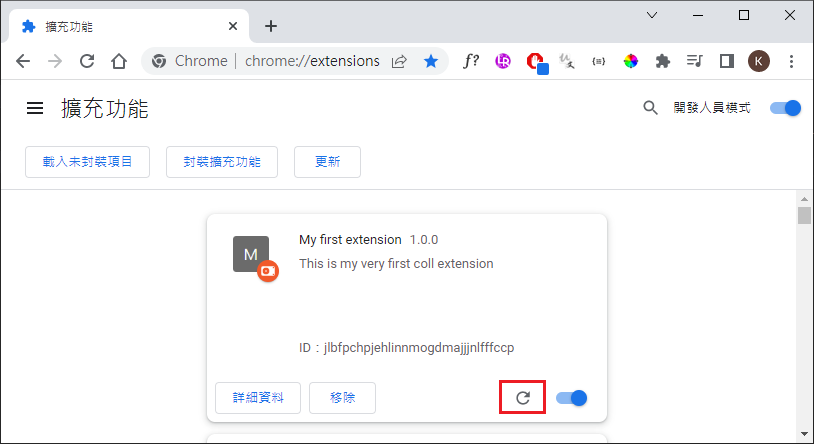 擴充功能
Chrome | chrome://extensions
f?
LR
K
擴充功能
開發人員模式
載入未封裝項目
封裝擴充功能
更新
M
My first extension 1.0.0
This is my very first coll extension
ID：jlbfpchpjehlinnmogdmajjjnlfffccp
詳細資料
移除